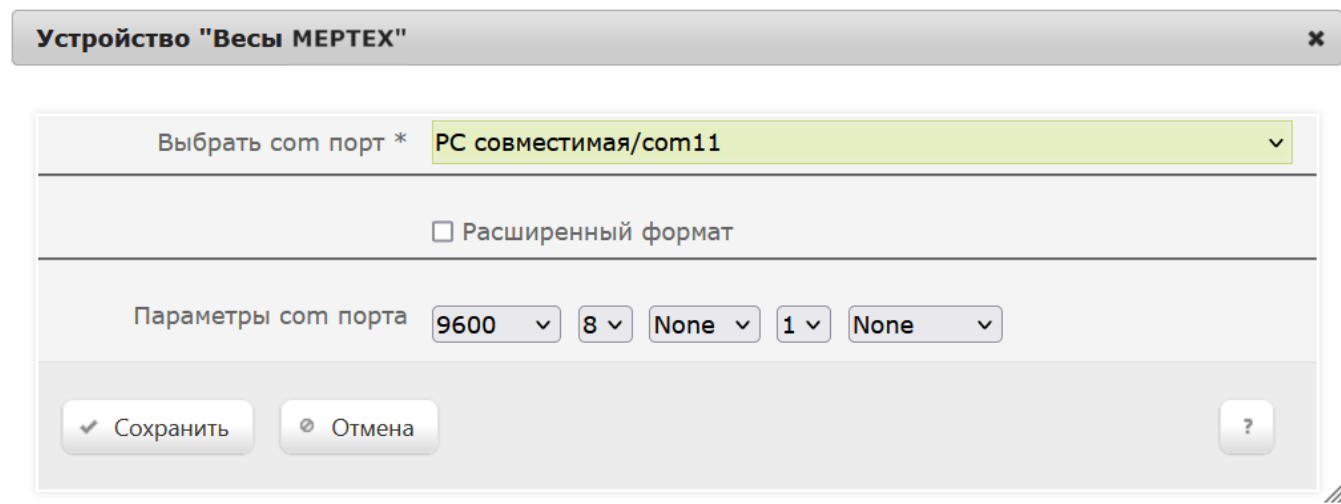 Устройство "Весы МЕРТЕХ"
Выбрать com порт * PC совместимая/com11
Расширенный формат
Параметры com порта 9600 8 None 1 None
Сохранить Отмена ?